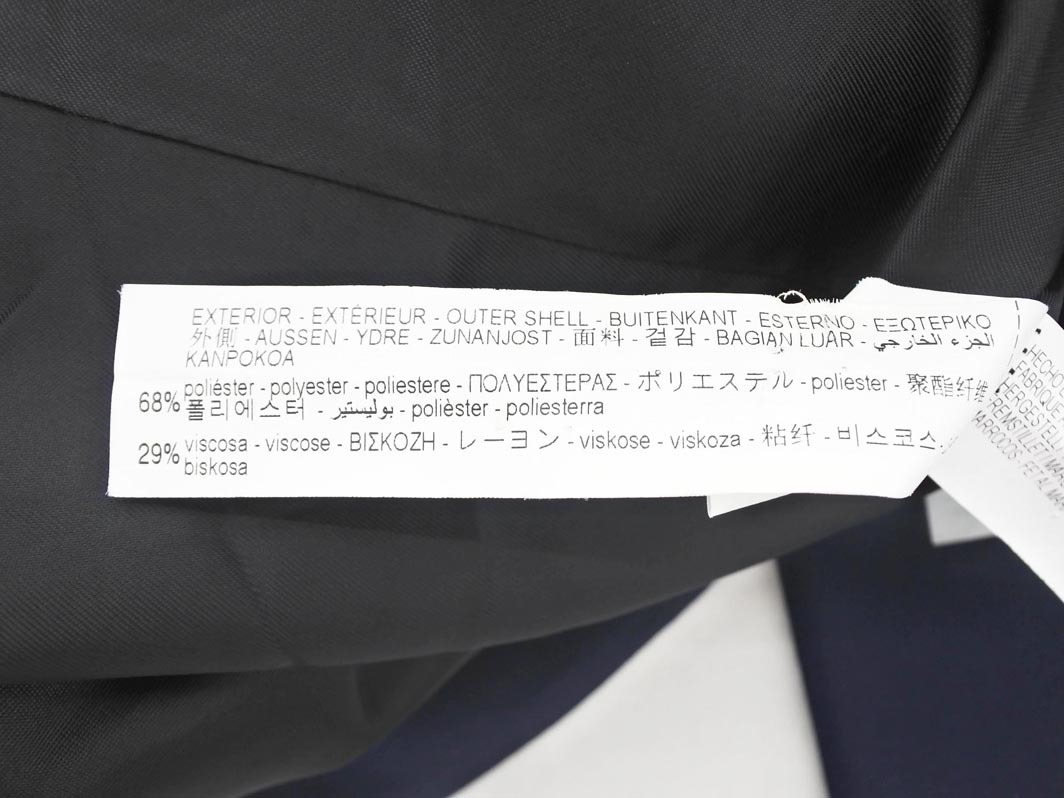 EXTERIOR - EXTÉRIEUR - OUTER SHELL - BUITENKANT - ESTERNO - ΕΞΩΤΕΡΙΚΟ
外側 - AUSSEN - YDRE - ZUNANJOST - 面料 - 겉감 - BAGIAN LUAR - الجزء الخارجي
KANPOKOA
68% poliéster - polyester - poliestere - ΠΟΛΥΕΣΤΕΡΑΣ - ポリエステル - poliester - 聚酯纤维
폴리에스터 - بوليستير - polièster - poliesterra
29% viscosa - viscose - ΒΙΣΚΟΖΗ - レーヨン - viskose - viskoza - 粘纤 - 비스코스
biskosa
HECHO
FABRIQ
HERGESTEL